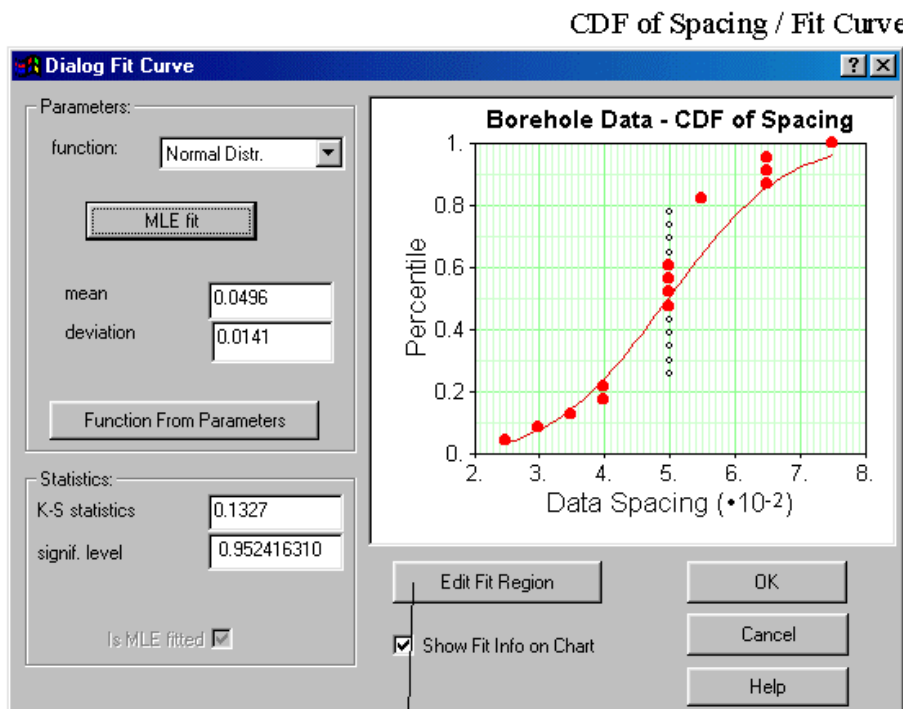 CDF of Spacing / Fit Curve
Dialog Fit Curve
Parameters:
function:
Normal Distr.
MLE fit
mean
0.0496
deviation
0.0141
Function From Parameters
Statistics:
K-S statistics
0.1327
signif. level
0.952416310
Is MLE fitted
Borehole Data - CDF of Spacing
Percentile
1.
0.8
0.6
0.4
0.2
0.
2. 3. 4. 5. 6. 7. 8.
Data Spacing (•10-2)
Edit Fit Region
OK
Show Fit Info on Chart
Cancel
Help